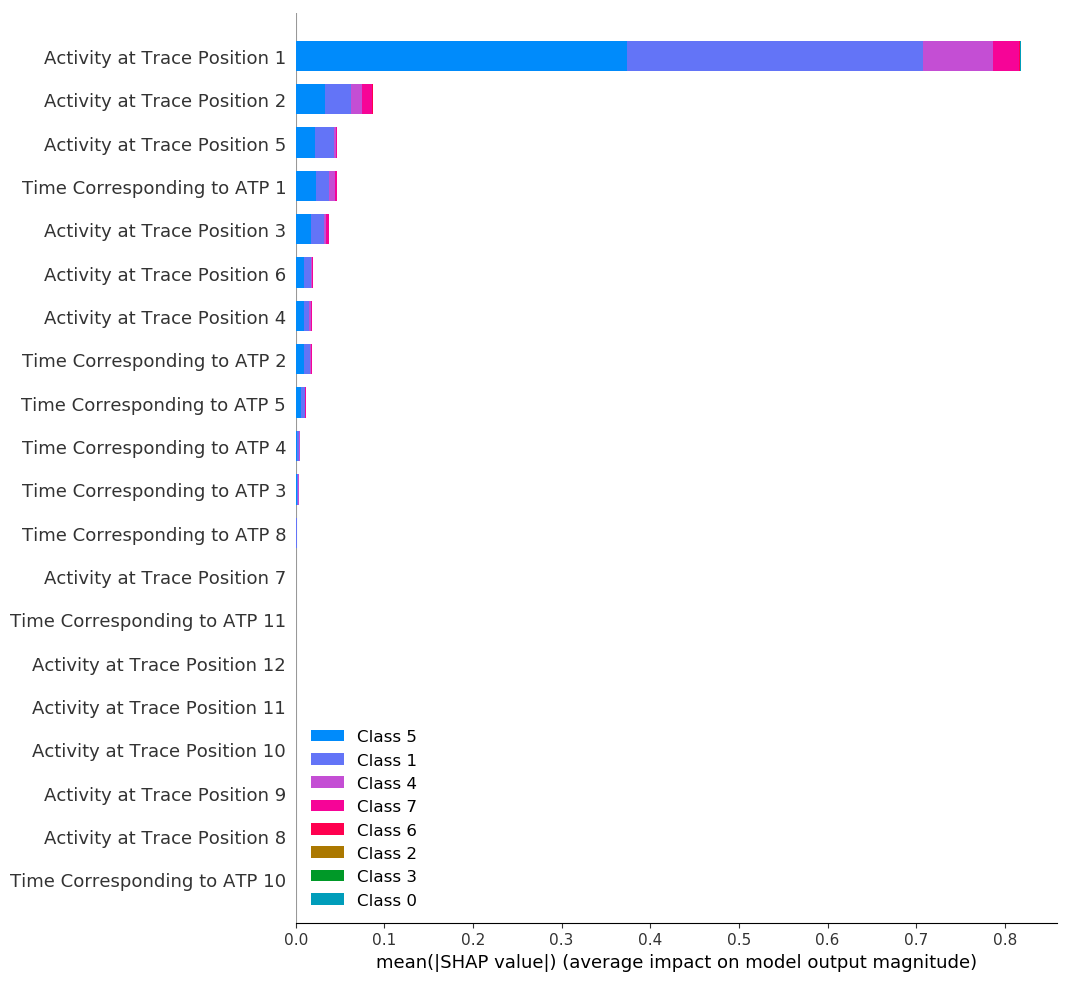 Activity at Trace Position 1
Activity at Trace Position 2
Activity at Trace Position 5
Time Corresponding to ATP 1
Activity at Trace Position 3
Activity at Trace Position 6
Activity at Trace Position 4
Time Corresponding to ATP 2
Time Corresponding to ATP 5
Time Corresponding to ATP 4
Time Corresponding to ATP 3
Time Corresponding to ATP 8
Activity at Trace Position 7
Time Corresponding to ATP 11
Activity at Trace Position 12
Activity at Trace Position 11
Activity at Trace Position 10
Activity at Trace Position 9
Activity at Trace Position 8
Time Corresponding to ATP 10
Class 5
Class 1
Class 4
Class 7
Class 6
Class 2
Class 3
Class 0
0.0 0.1 0.2 0.3 0.4 0.5 0.6 0.7 0.8
mean(|SHAP value|) (average impact on model output magnitude)